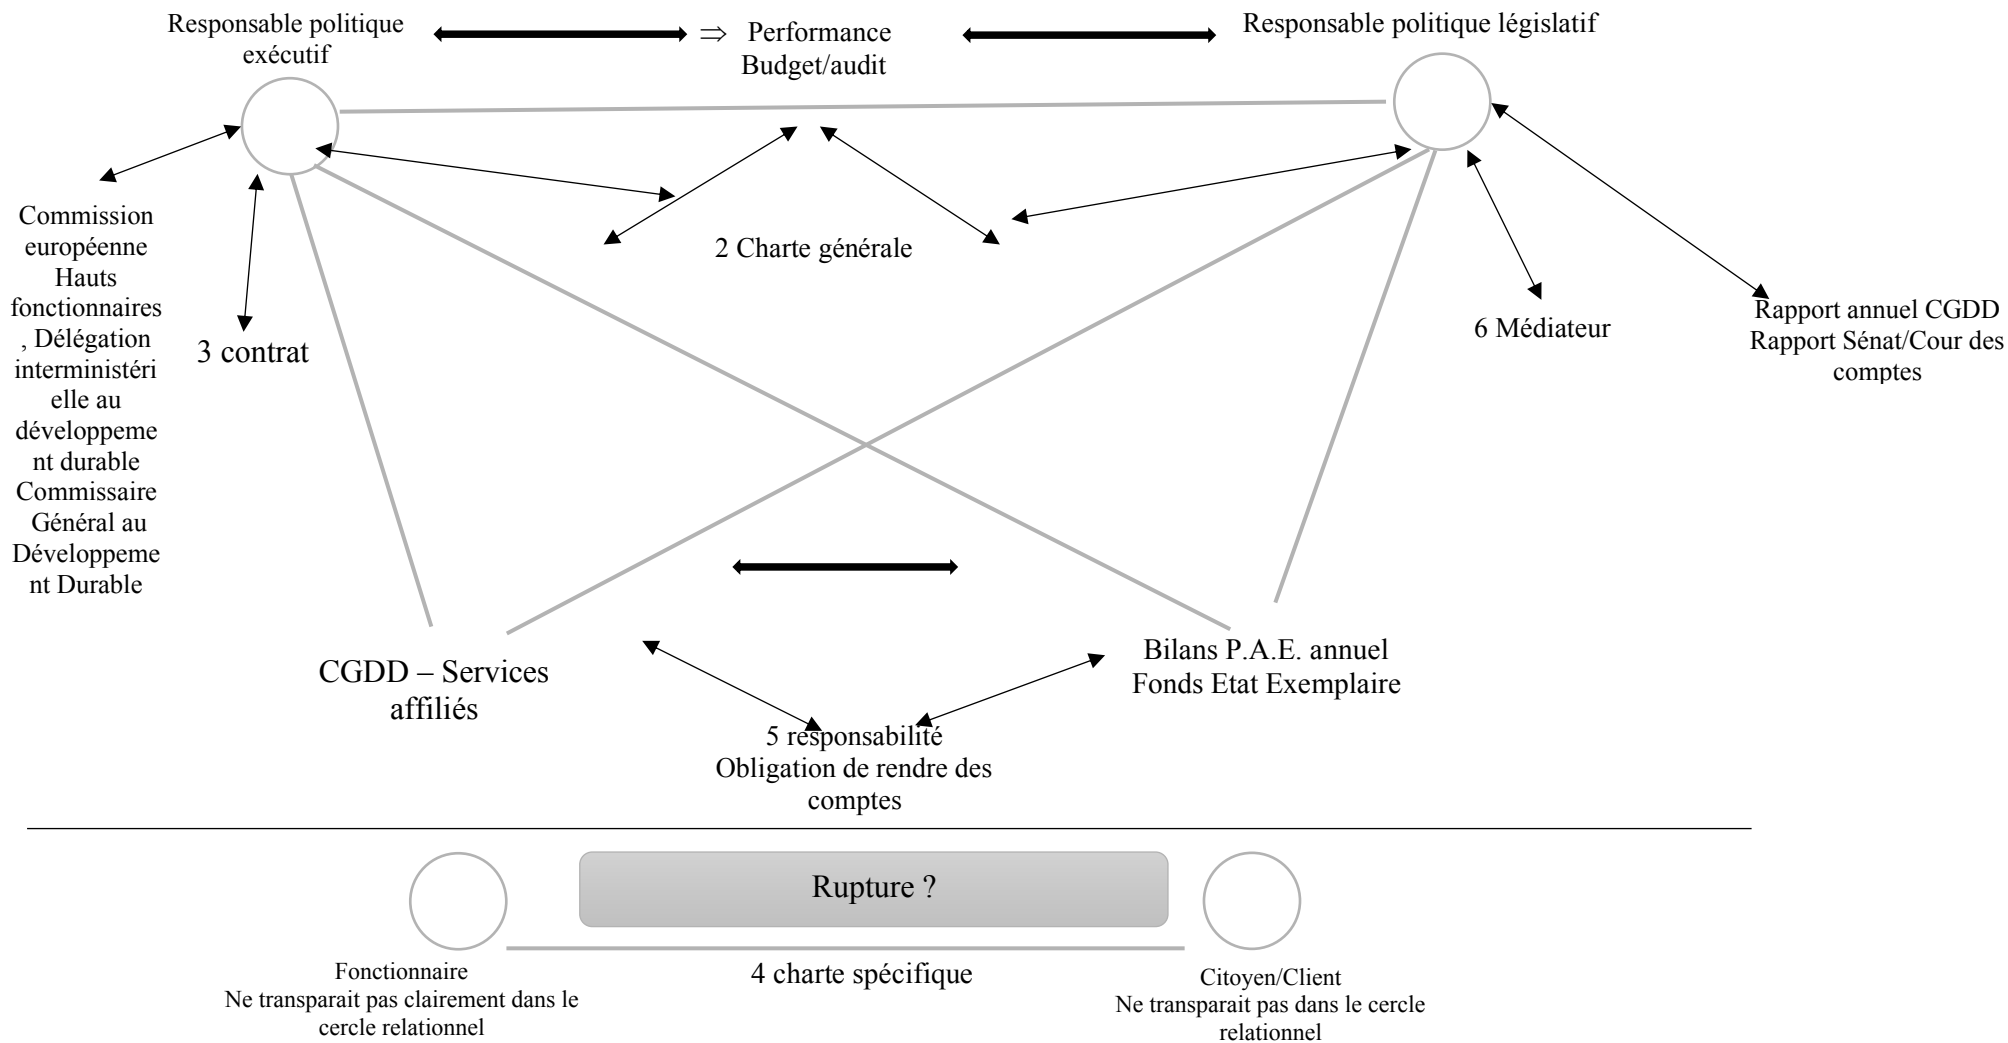 Responsable politique
exécutif
⇒ Performance
Budget/audit
Responsable politique législatif
Commission
européenne
Hauts
fonctionnaires
, Délégation
interministéri
elle au
développeme
nt durable
Commissaire
Général au
Développeme
nt Durable
3 contrat
2 Charte générale
6 Médiateur
Rapport annuel CGDD
Rapport Sénat/Cour des
comptes
CGDD – Services
affiliés
Bilans P.A.E. annuel
Fonds Etat Exemplaire
5 responsabilité
Obligation de rendre des
comptes
Rupture ?
4 charte spécifique
Fonctionnaire
Ne transparait pas clairement dans le
cercle relationnel
Citoyen/Client
Ne transparait pas dans le cercle
relationnel